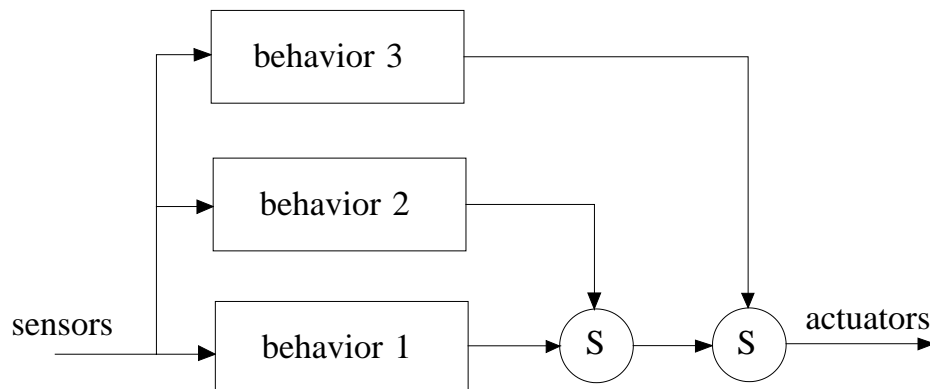 behavior 3
behavior 2
sensors
behavior 1
S
S
actuators